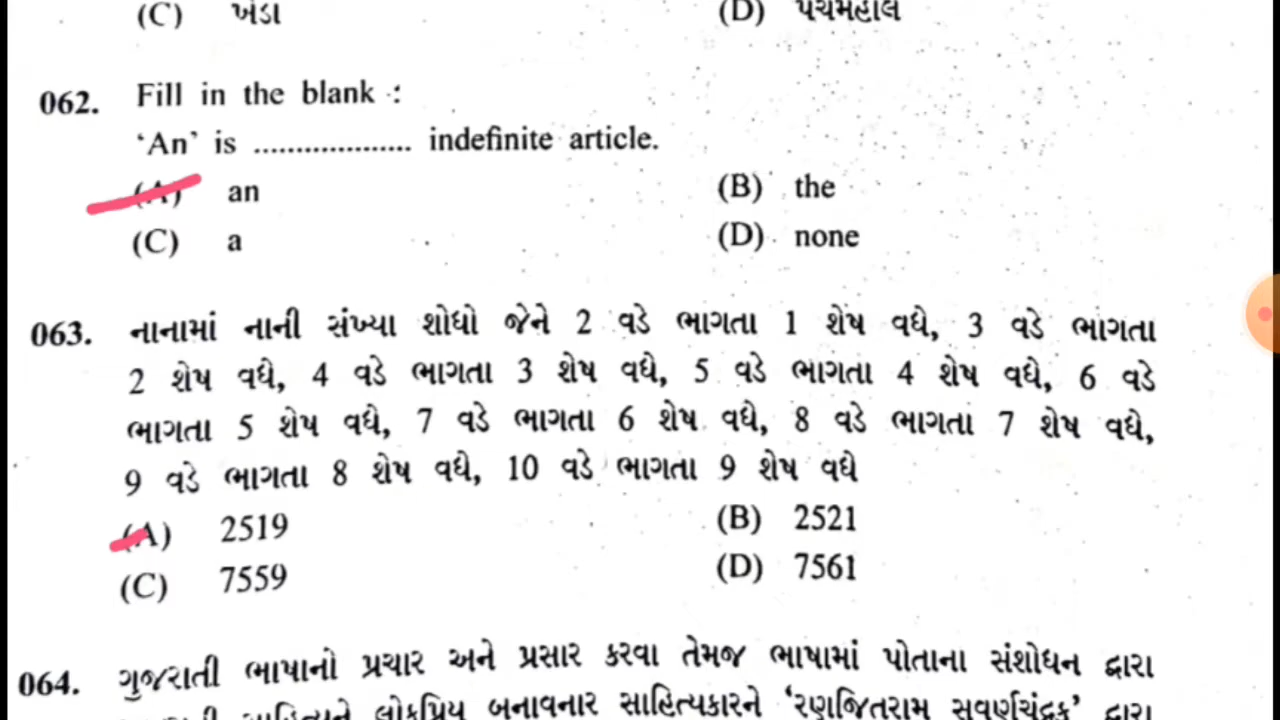 (C) ખેડા (D) પંચમહાલ
062. Fill in the blank :
‘An’ is ................... indefinite article.
(A) an (B) the
(C) a (D) none
063. નાનામાં નાની સંખ્યા શોધો જેને 2 વડે ભાગતા 1 શેષ વધે, 3 વડે ભાગતા
2 શેષ વધે, 4 વડે ભાગતા 3 શેષ વધે, 5 વડે ભાગતા 4 શેષ વધે, 6 વડે
ભાગતા 5 શેષ વધે, 7 વડે ભાગતા 6 શેષ વધે, 8 વડે ભાગતા 7 શેષ વધે,
9 વડે ભાગતા 8 શેષ વધે, 10 વડે ભાગતા 9 શેષ વધે
(A) 2519 (B) 2521
(C) 7559 (D) 7561
064. ગુજરાતી ભાષાનો પ્રચાર અને પ્રસાર કરવા તેમજ ભાષામાં પોતાના સંશોધન દ્વારા
સાહિત્યને લોકપ્રિય બનાવનાર સાહિત્યકારને ‘રણજિતરામ સુવર્ણચંદ્રક’ દ્વારા